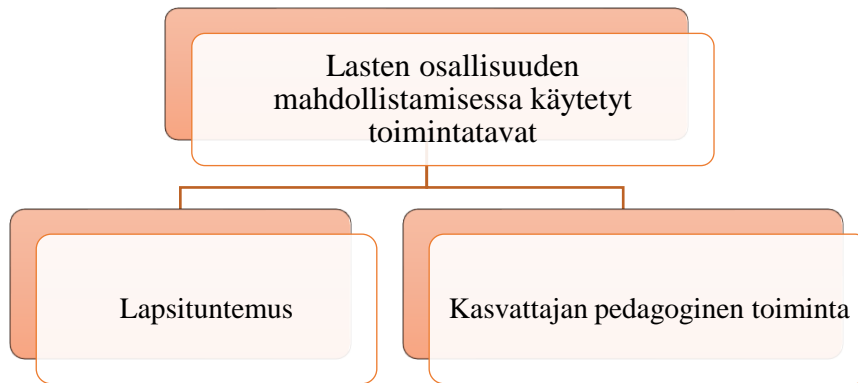 Lasten osallisuuden
mahdollistamisessa käytetyt
toimintatavat
Lapsituntemus
Kasvattajan pedagoginen toiminta